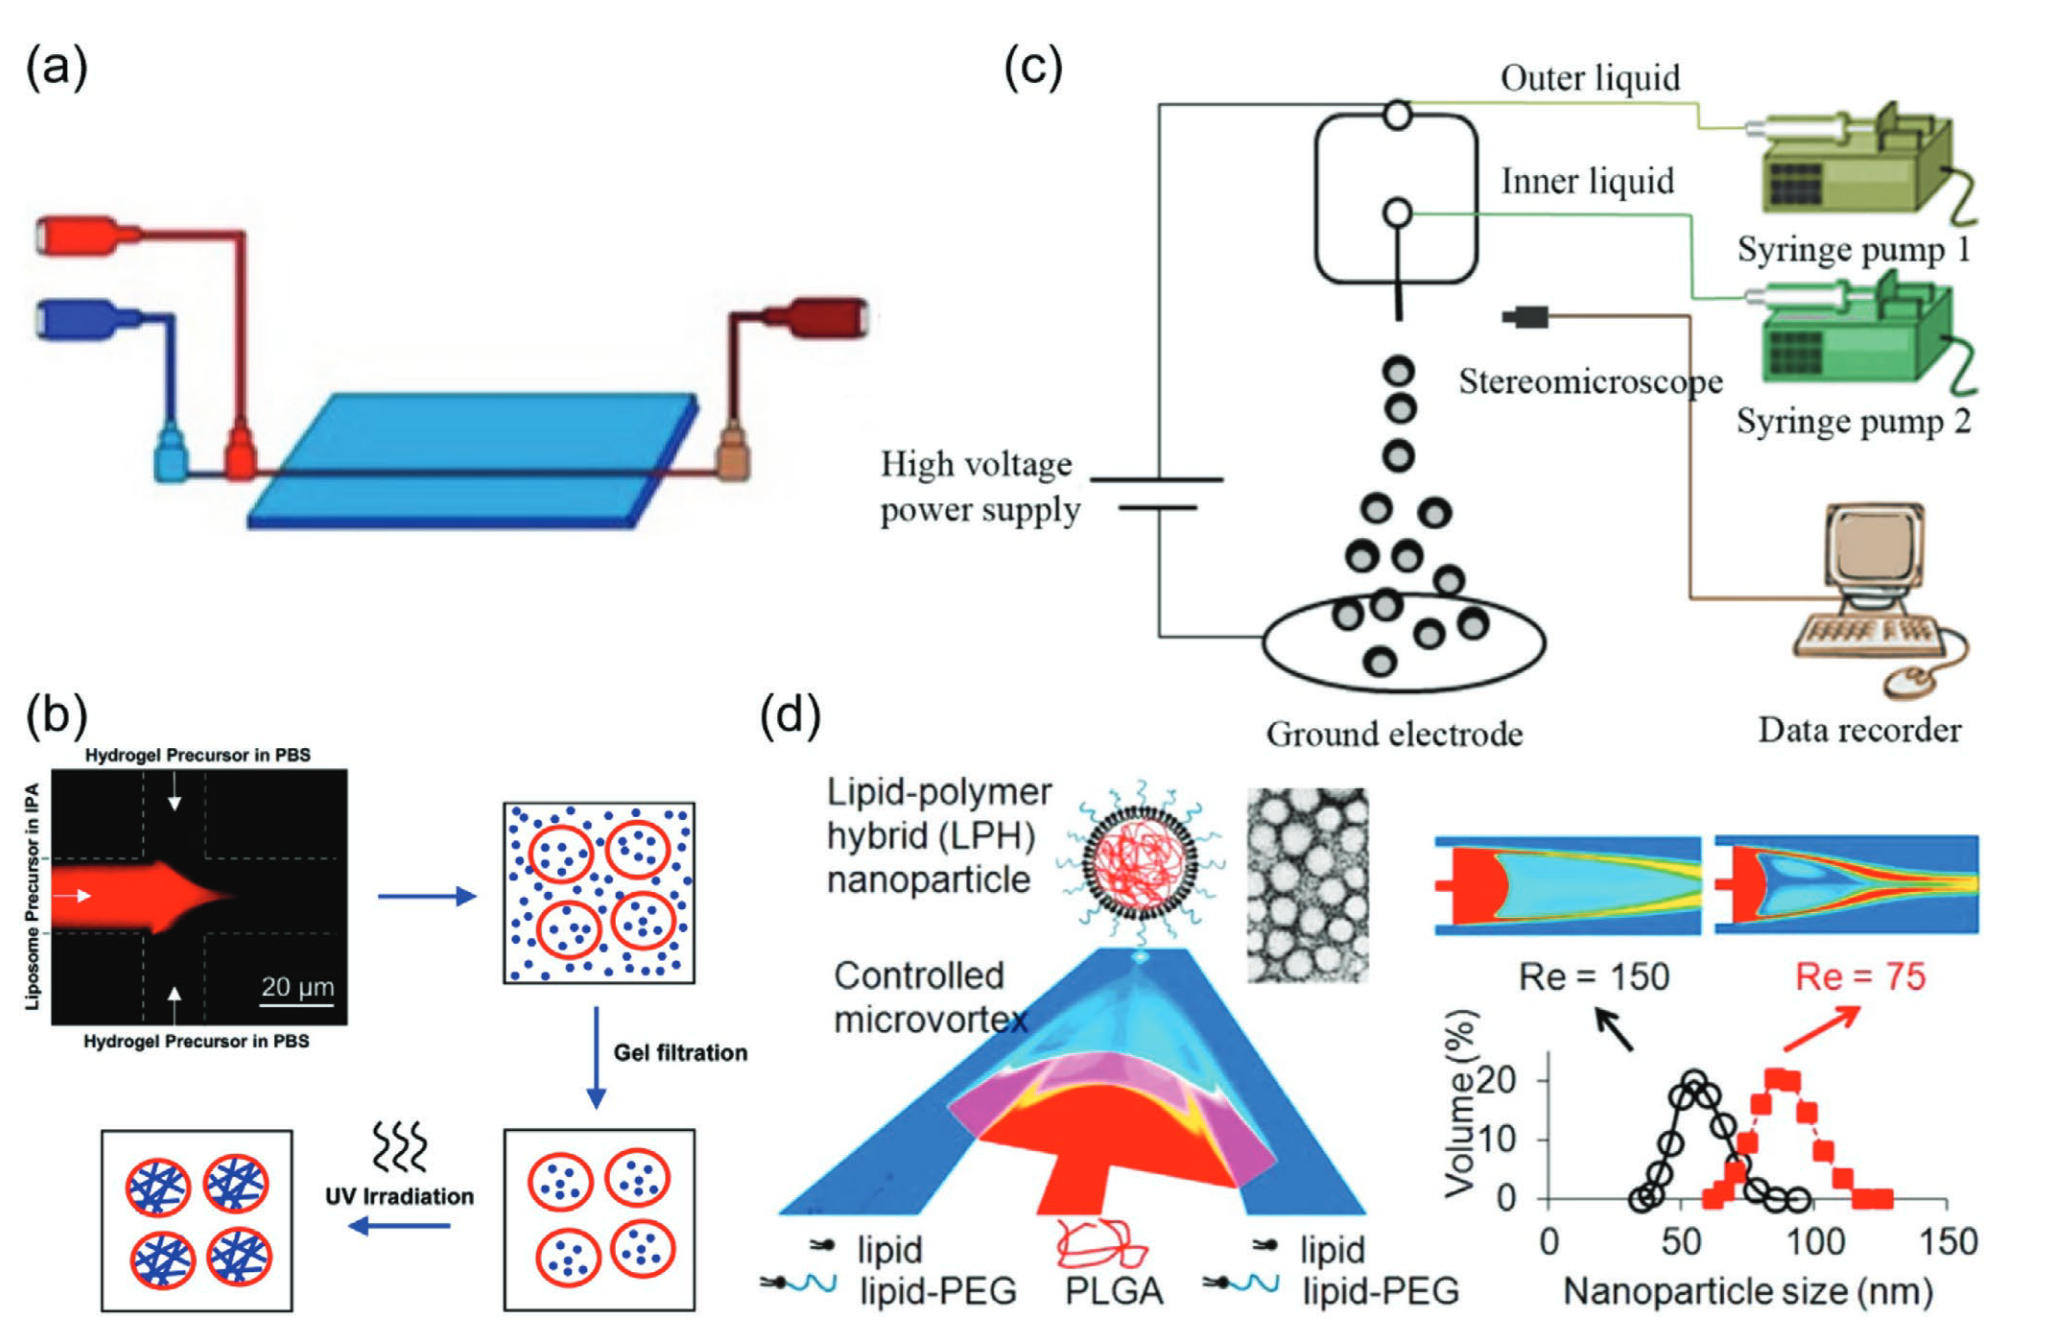 (a)
(c)
Outer liquid
Inner liquid
Syringe pump 1
Stereomicroscope
Syringe pump 2
High voltage
power supply
Ground electrode
Data recorder
(b)
Hydrogel Precursor in PBS
Liposome Precursor in IPA
20 μm
Hydrogel Precursor in PBS
Gel filtration
UV Irradiation
(d)
Lipid-polymer
hybrid (LPH)
nanoparticle
Controlled
microvortex
lipid
lipid-PEG
PLGA
lipid
lipid-PEG
Re = 150
Re = 75
Volume (%)
20
10
0
0 50 100 150
Nanoparticle size (nm)